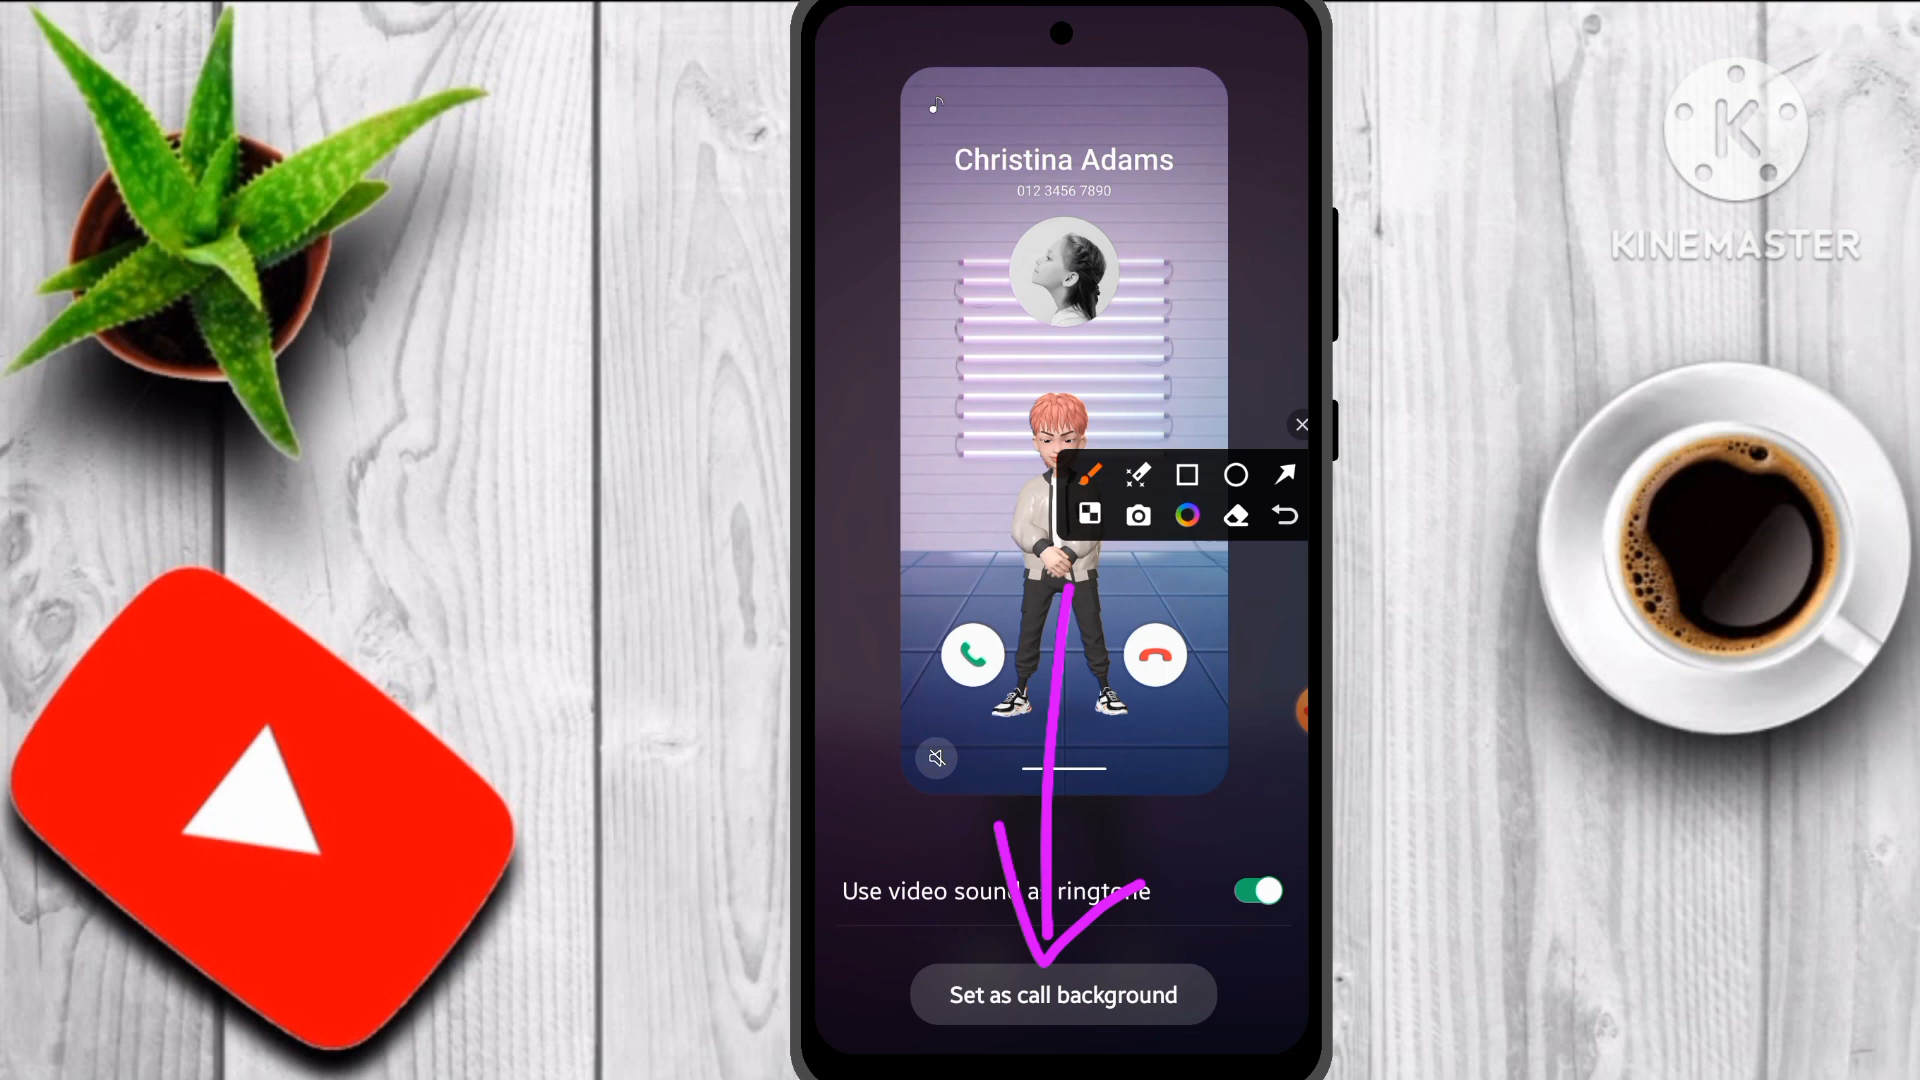 Christina Adams
012 3456 7890
K
KINEMASTER
Use video sound as ringtone
Set as call background